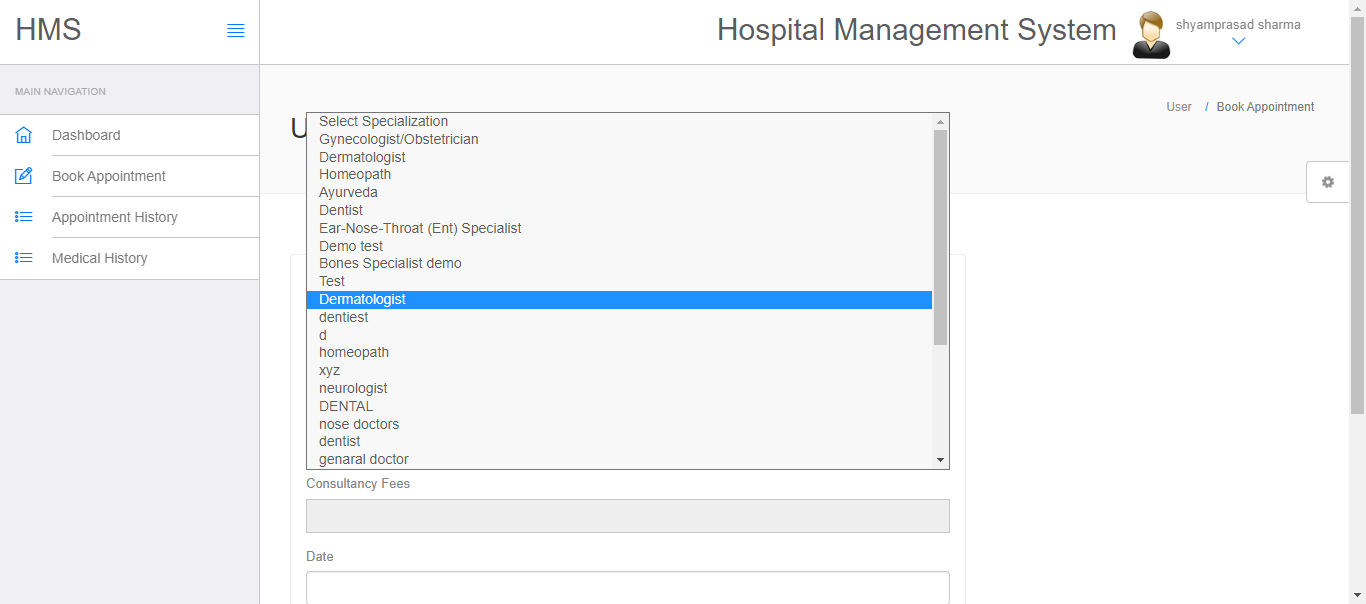 HMS
Hospital Management System
shyamprasad sharma
MAIN NAVIGATION
Dashboard
Book Appointment
Appointment History
Medical History
User / Book Appointment
Select Specialization
Gynecologist/Obstetrician
Dermatologist
Homeopath
Ayurveda
Dentist
Ear-Nose-Throat (Ent) Specialist
Demo test
Bones Specialist demo
Test
Dermatologist
dentiest
d
homeopath
xyz
neurologist
DENTAL
nose doctors
dentist
genaral doctor
Consultancy Fees
Date